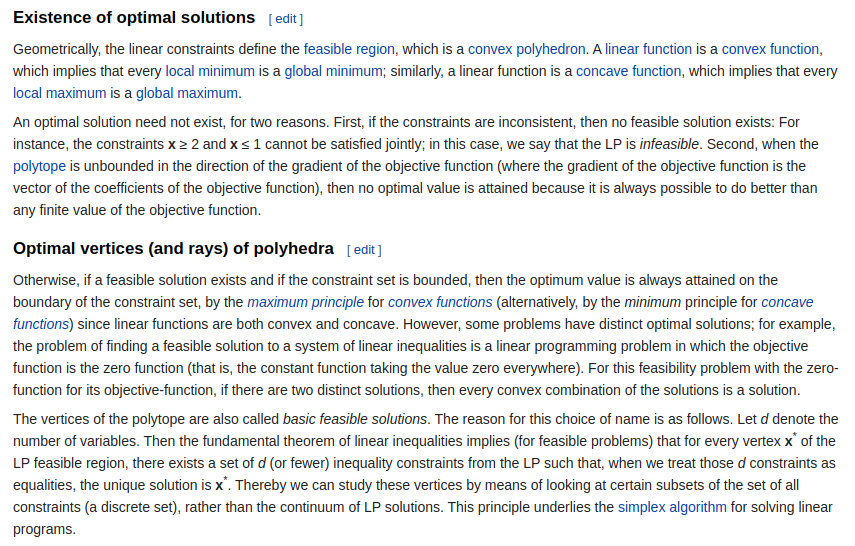 Existence of optimal solutions [ edit ]
Geometrically, the linear constraints define the feasible region, which is a convex polyhedron. A linear function is a convex function,
which implies that every local minimum is a global minimum; similarly, a linear function is a concave function, which implies that every
local maximum is a global maximum.
An optimal solution need not exist, for two reasons. First, if the constraints are inconsistent, then no feasible solution exists: For
instance, the constraints x ≥ 2 and x ≤ 1 cannot be satisfied jointly; in this case, we say that the LP is infeasible. Second, when the
polytope is unbounded in the direction of the gradient of the objective function (where the gradient of the objective function is the
vector of the coefficients of the objective function), then no optimal value is attained because it is always possible to do better than
any finite value of the objective function.
Optimal vertices (and rays) of polyhedra [ edit ]
Otherwise, if a feasible solution exists and if the constraint set is bounded, then the optimum value is always attained on the
boundary of the constraint set, by the maximum principle for convex functions (alternatively, by the minimum principle for concave
functions) since linear functions are both convex and concave. However, some problems have distinct optimal solutions; for example,
the problem of finding a feasible solution to a system of linear inequalities is a linear programming problem in which the objective
function is the zero function (that is, the constant function taking the value zero everywhere). For this feasibility problem with the zero-
function for its objective-function, if there are two distinct solutions, then every convex combination of the solutions is a solution.
The vertices of the polytope are also called basic feasible solutions. The reason for this choice of name is as follows. Let d denote the
number of variables. Then the fundamental theorem of linear inequalities implies (for feasible problems) that for every vertex x* of the
LP feasible region, there exists a set of d (or fewer) inequality constraints from the LP such that, when we treat those d constraints as
equalities, the unique solution is x*. Thereby we can study these vertices by means of looking at certain subsets of the set of all
constraints (a discrete set), rather than the continuum of LP solutions. This principle underlies the simplex algorithm for solving linear
programs.